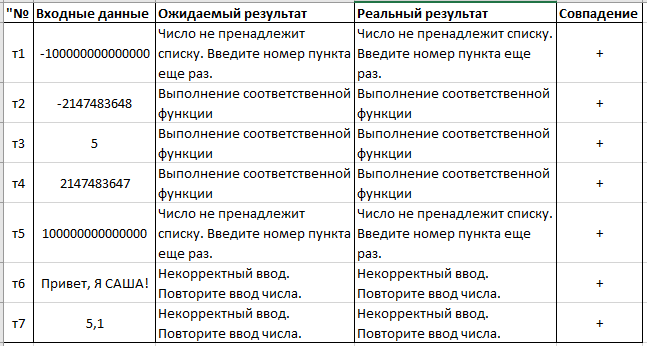 "№ Входные данные Ожидаемый результат Реальный результат Совпадение
т1 -100000000000000 Число не пренадлежит списку. Введите номер пункта еще раз. Число не пренадлежит списку. Введите номер пункта еще раз. +
т2 -2147483648 Выполнение соответственной функции Выполнение соответственной функции +
т3 5 Выполнение соответственной функции Выполнение соответственной функции +
т4 2147483647 Выполнение соответственной функции Выполнение соответственной функции +
т5 100000000000000 Число не пренадлежит списку. Введите номер пункта еще раз. Число не пренадлежит списку. Введите номер пункта еще раз. +
т6 Привет, Я САША! Некорректный ввод. Повторите ввод числа. Некорректный ввод. Повторите ввод числа. +
т7 5,1 Некорректный ввод. Повторите ввод числа. Некорректный ввод. Повторите ввод числа. +